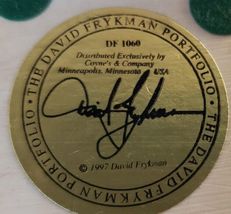 THE DAVID FRYKMAN PORTFOLIO • THE DAVID FRYKMAN PORTFOLIO •
DF 1060
Distributed Exclusively by
Coyne's & Company
Minneapolis, Minnesota USA
David Frykman
© 1997 David Frykman